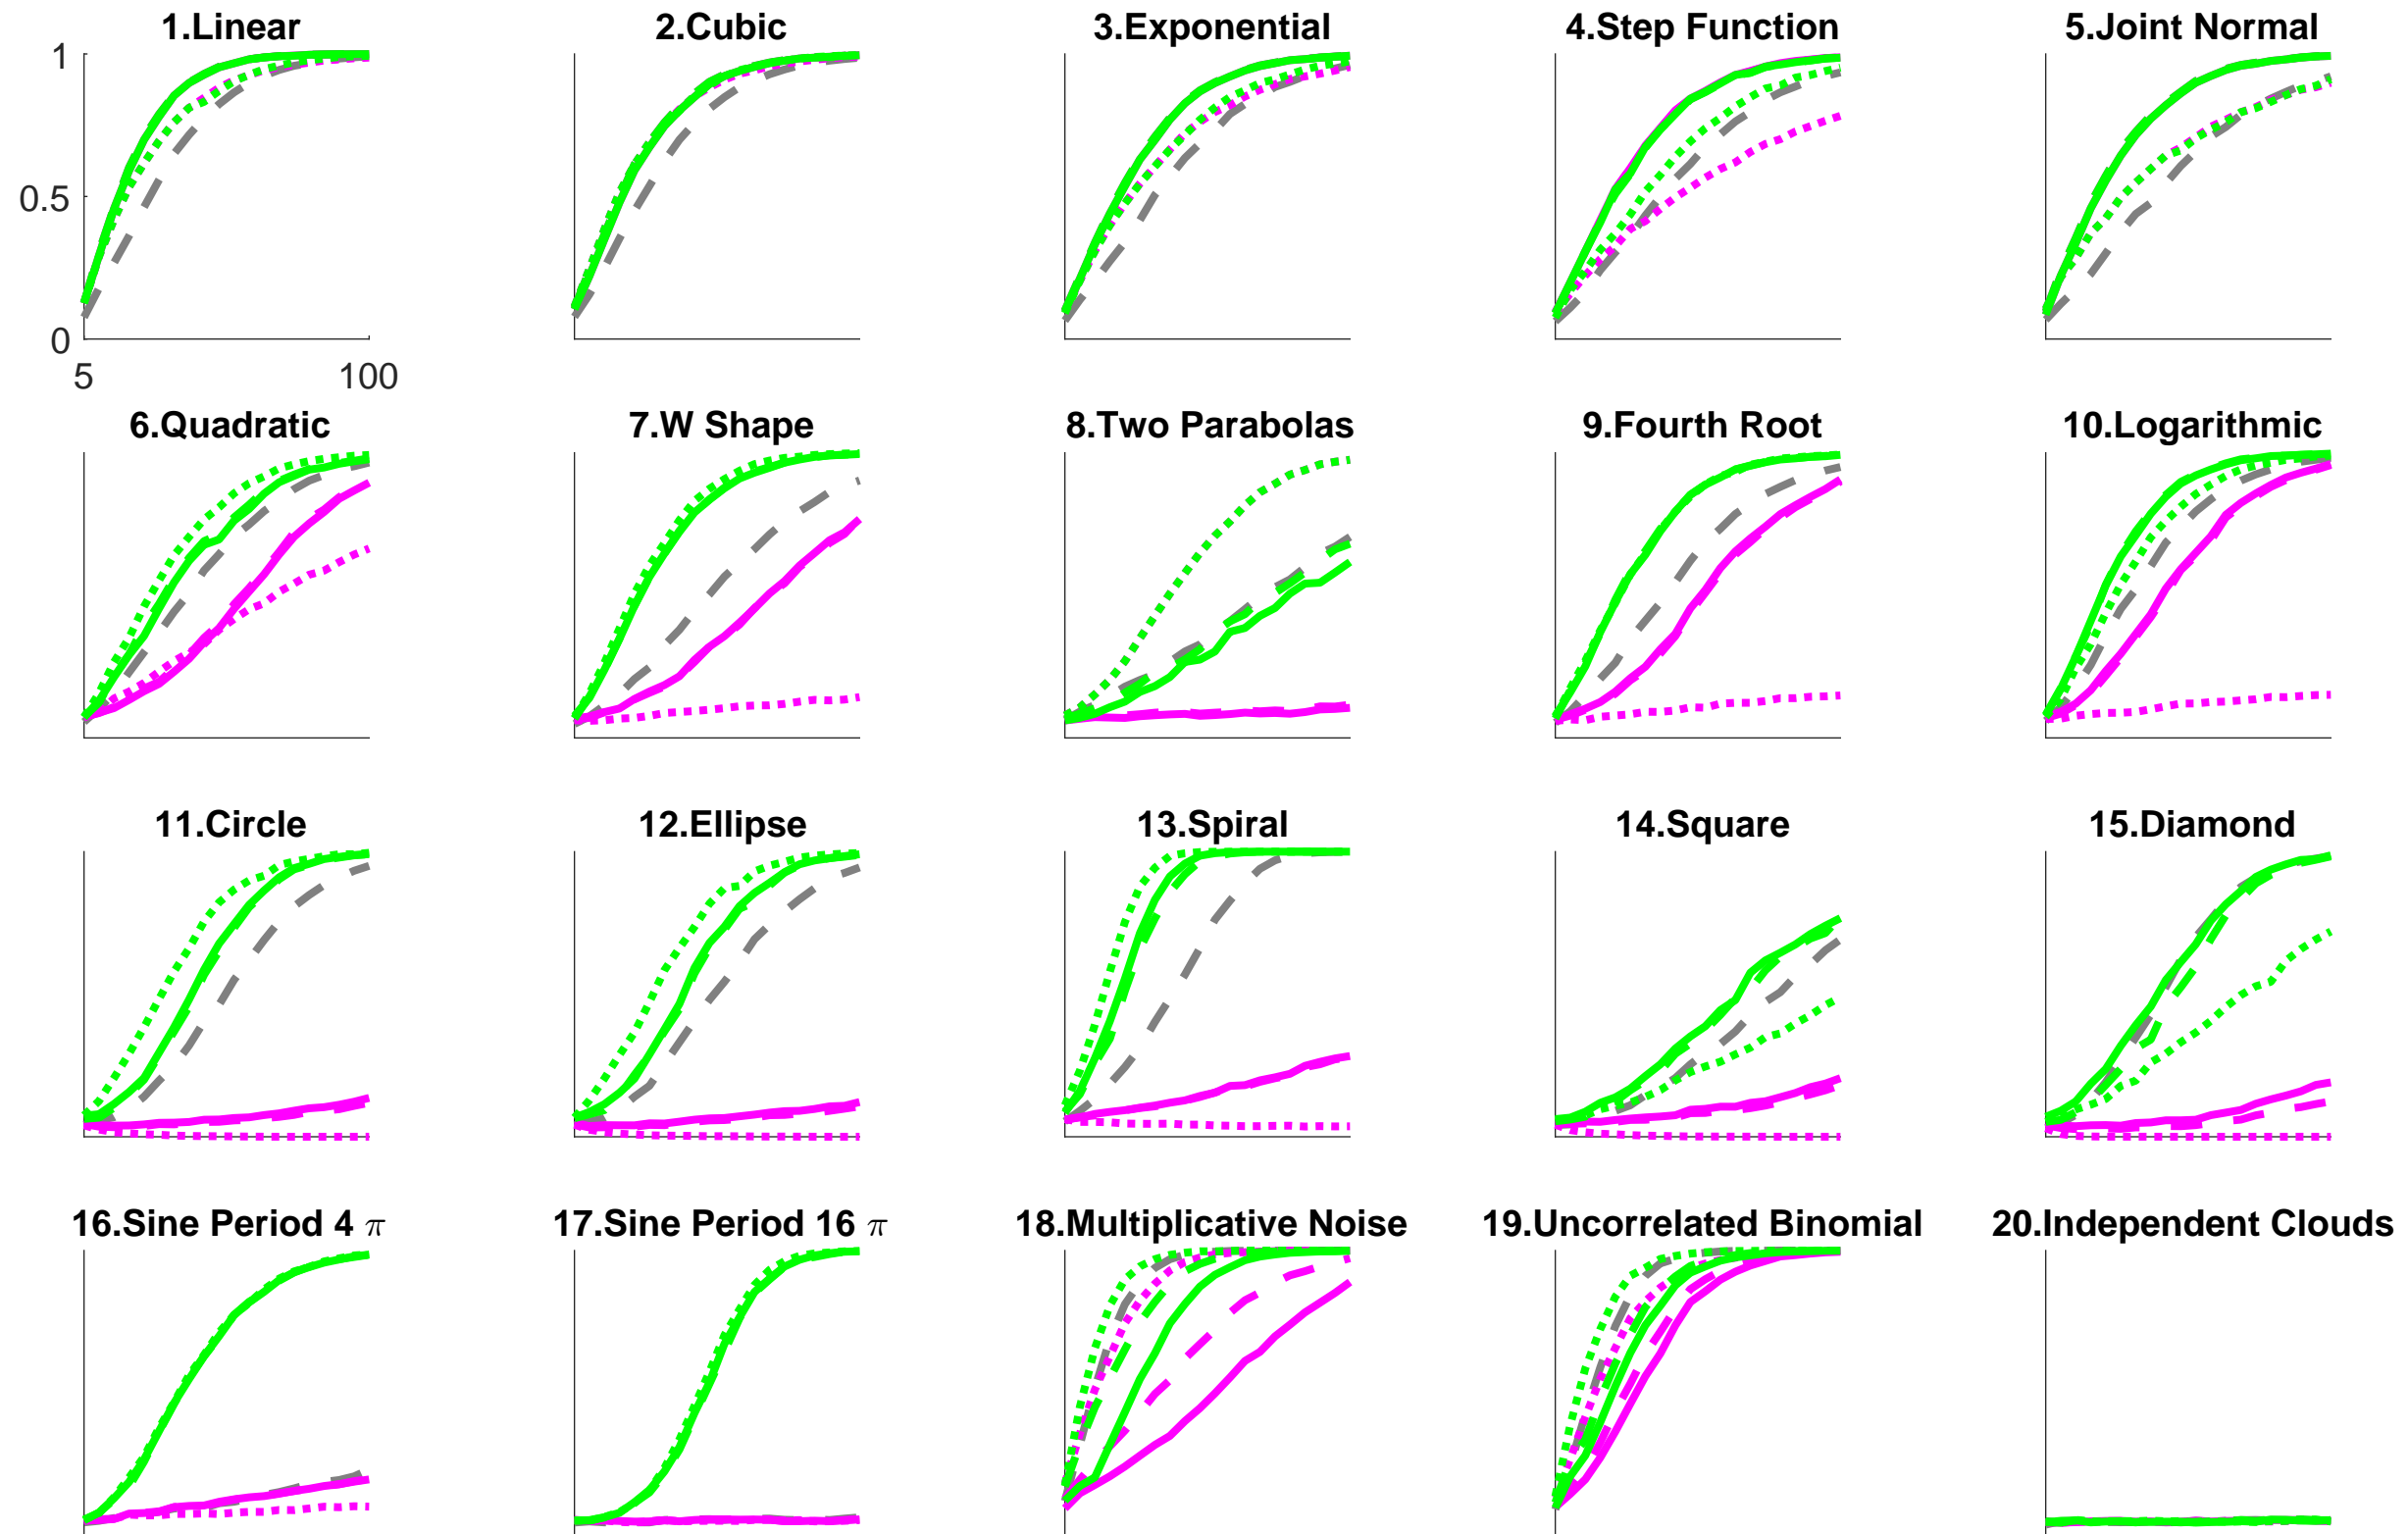 1.Linear
2.Cubic
3.Exponential
4.Step Function
5.Joint Normal
1
0.5
0
5
100
6.Quadratic
7.W Shape
8.Two Parabolas
9.Fourth Root
10.Logarithmic
11.Circle
12.Ellipse
13.Spiral
14.Square
15.Diamond
16.Sine Period 4 π
17.Sine Period 16 π
18.Multiplicative Noise
19.Uncorrelated Binomial
20.Independent Clouds